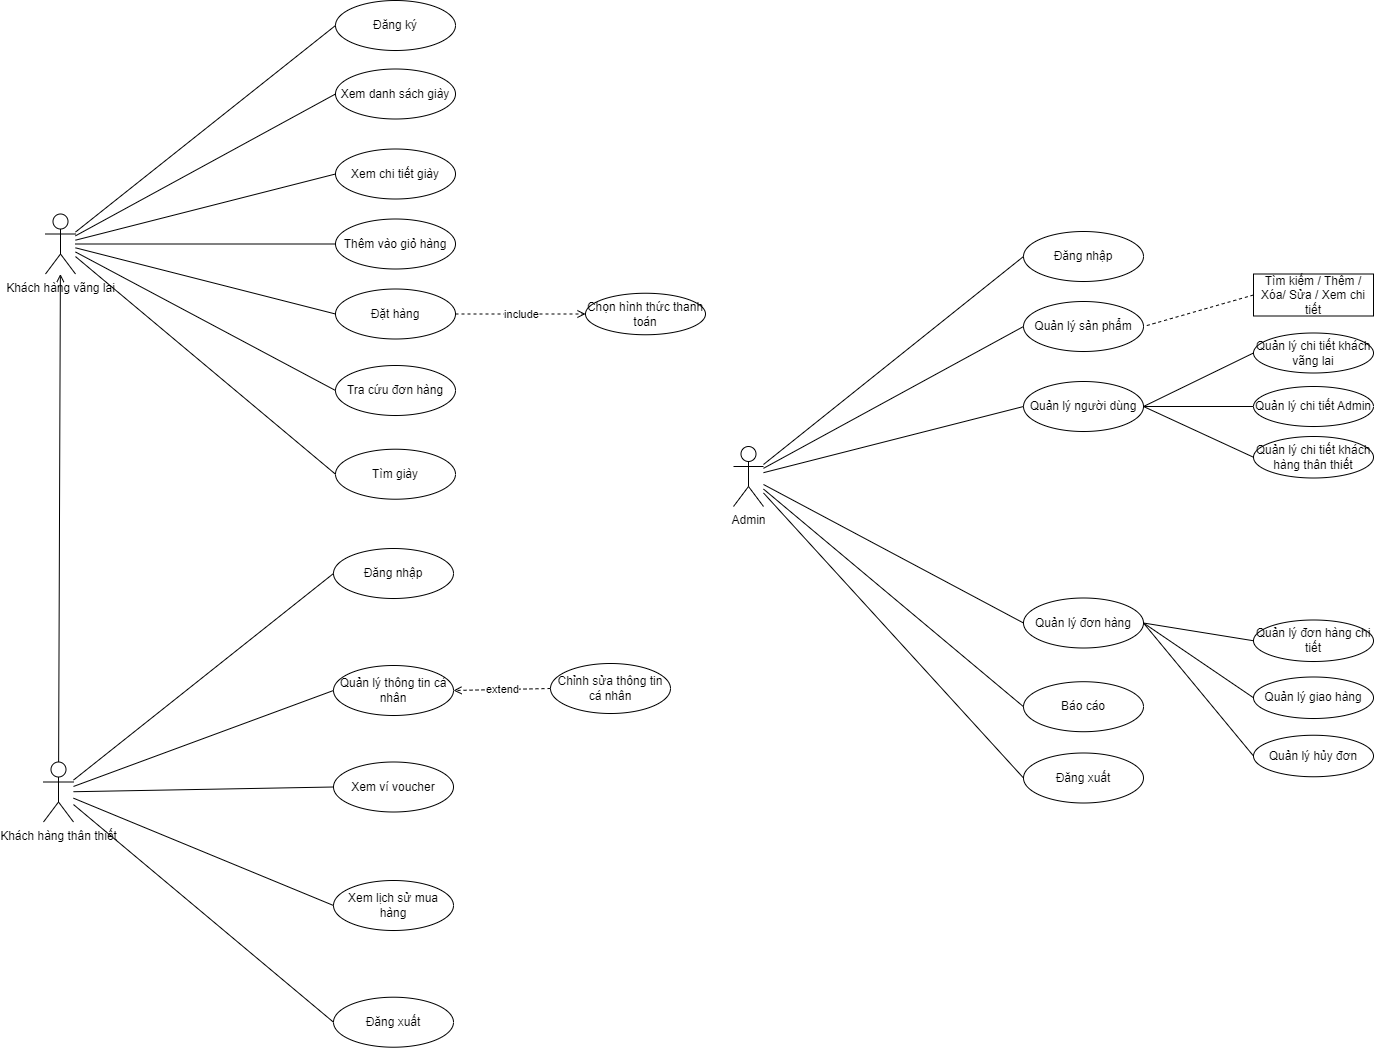 Đăng ký
Xem danh sách giày
Xem chi tiết giày
Thêm vào giỏ hàng
Khách hàng vãng lai
Đặt hàng
include
Chọn hình thức thanh
toán
Tra cứu đơn hàng
Tìm giày
Đăng nhập
Quản lý thông tin cá
nhân
extend
Chỉnh sửa thông tin
cá nhân
Xem ví voucher
Khách hàng thân thiết
Xem lịch sử mua
hàng
Đăng xuất
Đăng nhập
Quản lý sản phẩm
Tìm kiếm / Thêm /
Xóa/ Sửa / Xem chi
tiết
Quản lý người dùng
Quản lý chi tiết khách
vãng lai
Quản lý chi tiết Admin
Quản lý chi tiết khách
hàng thân thiết
Admin
Quản lý đơn hàng
Quản lý đơn hàng chi
tiết
Quản lý giao hàng
Quản lý hủy đơn
Báo cáo
Đăng xuất